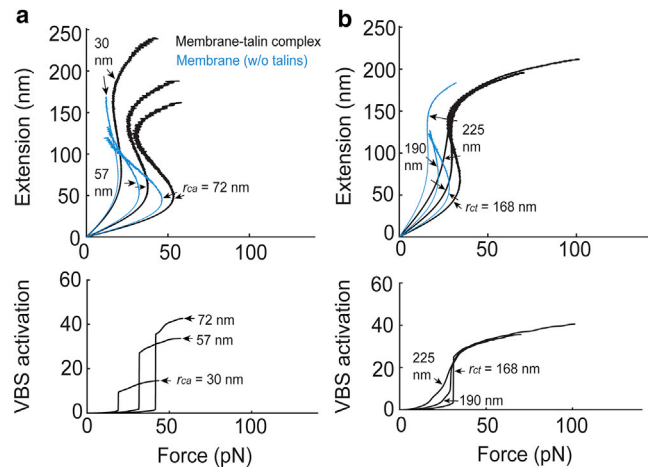 a
b
250
200
150
100
50
0
Extension (nm)
30
nm
Membrane-talin complex
Membrane (w/o talins)
57
nm
rca = 72 nm
0
50
100
250
200
150
100
50
0
Extension (nm)
225
nm
190
nm
rct = 168 nm
0
50
100
60
40
20
0
VBS activation
72 nm
57 nm
rca = 30 nm
0
50
100
Force (pN)
60
40
20
0
VBS activation
225
nm
rct = 168 nm
190 nm
0
50
100
Force (pN)